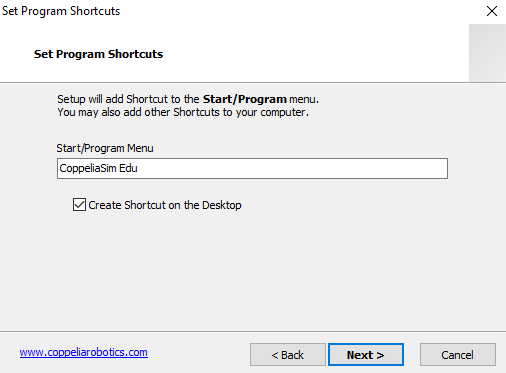 Set Program Shortcuts
Set Program Shortcuts
Setup will add Shortcut to the Start/Program menu.
You may also add other Shortcuts to your computer.
Start/Program Menu
CoppeliaSim Edu
Create Shortcut on the Desktop
www.coppeliarobotics.com
< Back
Next >
Cancel